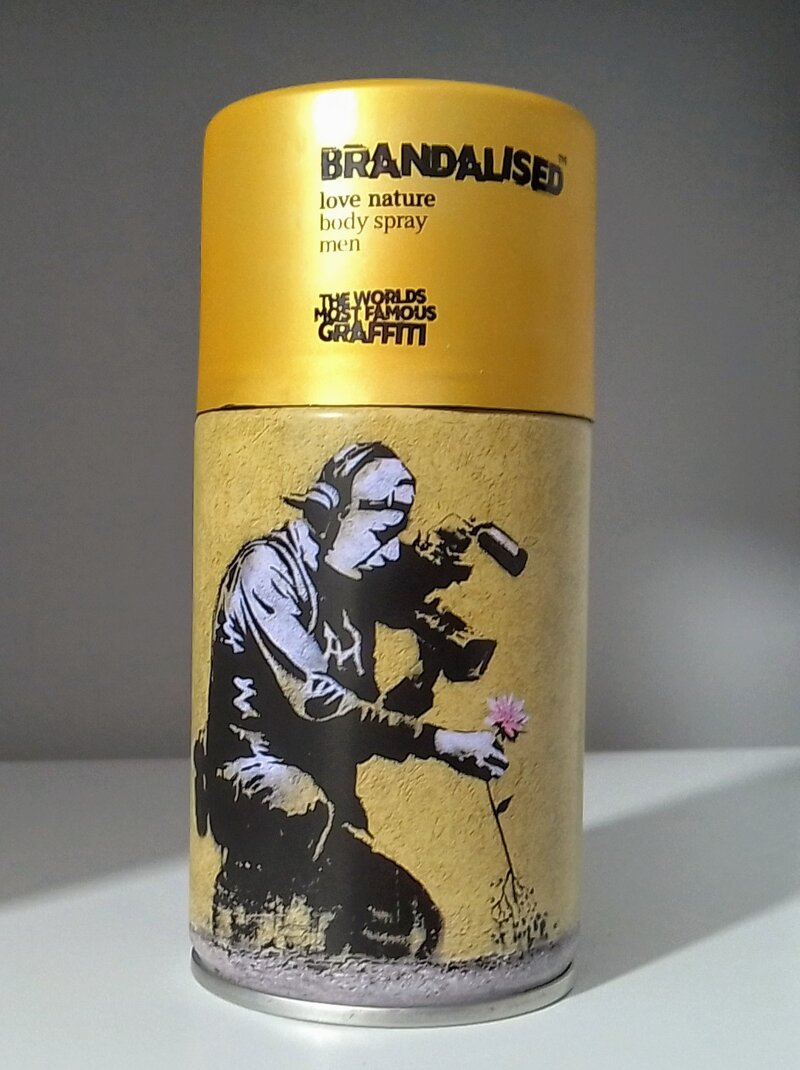 BRANDALISED™
love nature
body spray
men
THE WORLDS
MOST FAMOUS
GRAFFITI